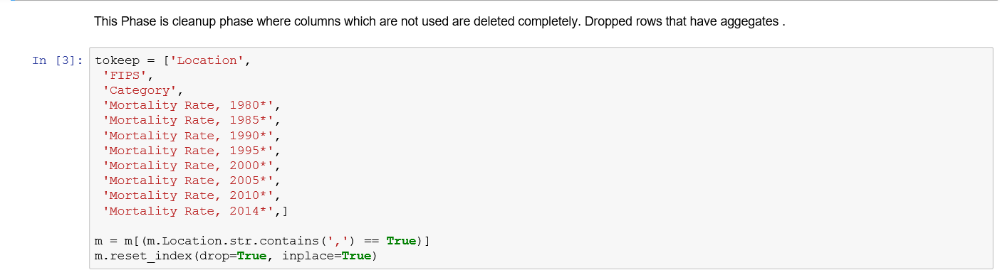 This Phase is cleanup phase where columns which are not used are deleted completely. Dropped rows that have aggegates .
In [3]: tokeep = ['Location',
'FIPS',
'Category',
'Mortality Rate, 1980*',
'Mortality Rate, 1985*',
'Mortality Rate, 1990*',
'Mortality Rate, 1995*',
'Mortality Rate, 2000*',
'Mortality Rate, 2005*',
'Mortality Rate, 2010*',
'Mortality Rate, 2014*',]
m = m[(m.Location.str.contains(',') == True)]
m.reset_index(drop=True, inplace=True)